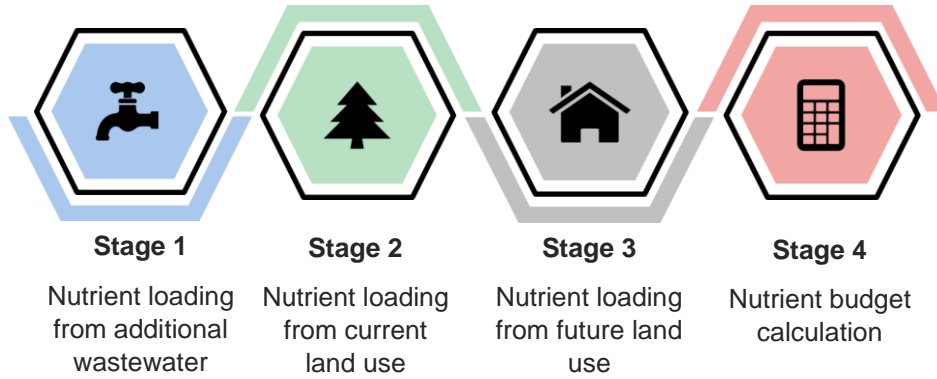 Stage 1
Nutrient loading
from additional
wastewater
Stage 2
Nutrient loading
from current
land use
Stage 3
Nutrient loading
from future land
use
Stage 4
Nutrient budget
calculation